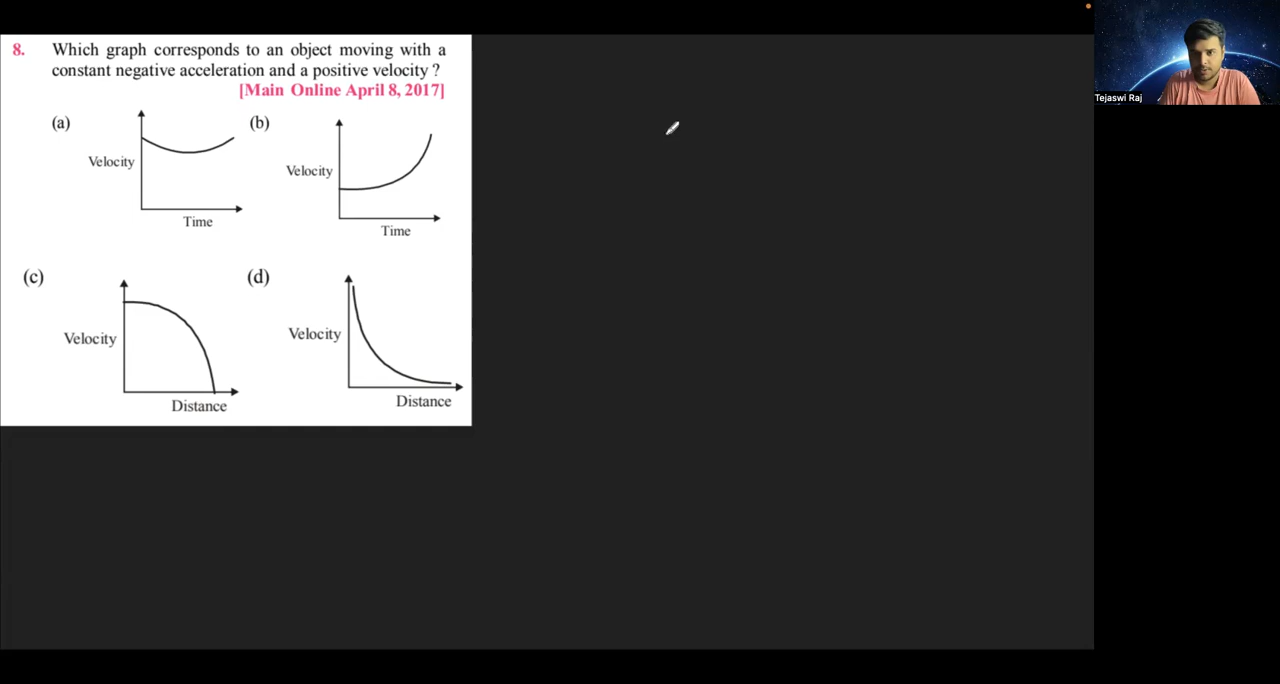 8. Which graph corresponds to an object moving with a
constant negative acceleration and a positive velocity ?
[Main Online April 8, 2017]
(a)
Velocity
Time
(b)
Velocity
Time
(c)
Velocity
Distance
(d)
Velocity
Distance
Tejaswi Raj